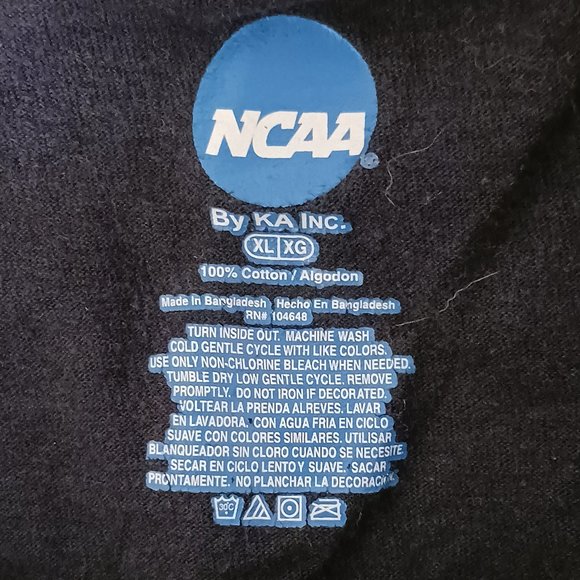 NCAA®
By KA INC.
XL XG
100% Cotton / Algodon
Made In Bangladesh Hecho En Bangladesh
RN# 104648
TURN INSIDE OUT. MACHINE WASH
COLD GENTLE CYCLE WITH LIKE COLORS.
USE ONLY NON-CHLORINE BLEACH WHEN NEEDED.
TUMBLE DRY LOW GENTLE CYCLE. REMOVE
PROMPTLY. DO NOT IRON IF DECORATED.
VOLTEAR LA PRENDA ALREVES. LAVAR
EN LAVADORA. CON AGUA FRIA EN CICLO
SUAVE CON COLORES SIMILARES. UTILISAR
BLANQUEADOR SIN CLORO CUANDO SE NECESITE.
SECAR EN CICLO LENTO Y SUAVE. SACAR
PRONTAMENTE. NO PLANCHAR LA
30°C